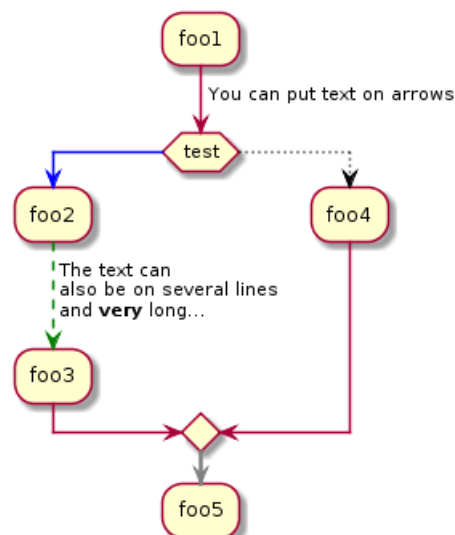 foo1
You can put text on arrows
test
foo2
foo4
The text can
also be on several lines
and very long...
foo3
foo5